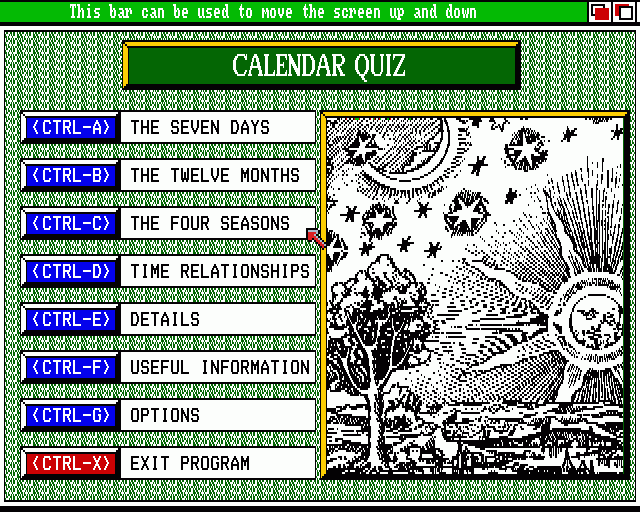 This bar can be used to move the screen up and down
CALENDAR QUIZ
<CTRL-A> THE SEVEN DAYS
<CTRL-B> THE TWELVE MONTHS
<CTRL-C> THE FOUR SEASONS
<CTRL-D> TIME RELATIONSHIPS
<CTRL-E> DETAILS
<CTRL-F> USEFUL INFORMATION
<CTRL-G> OPTIONS
<CTRL-X> EXIT PROGRAM